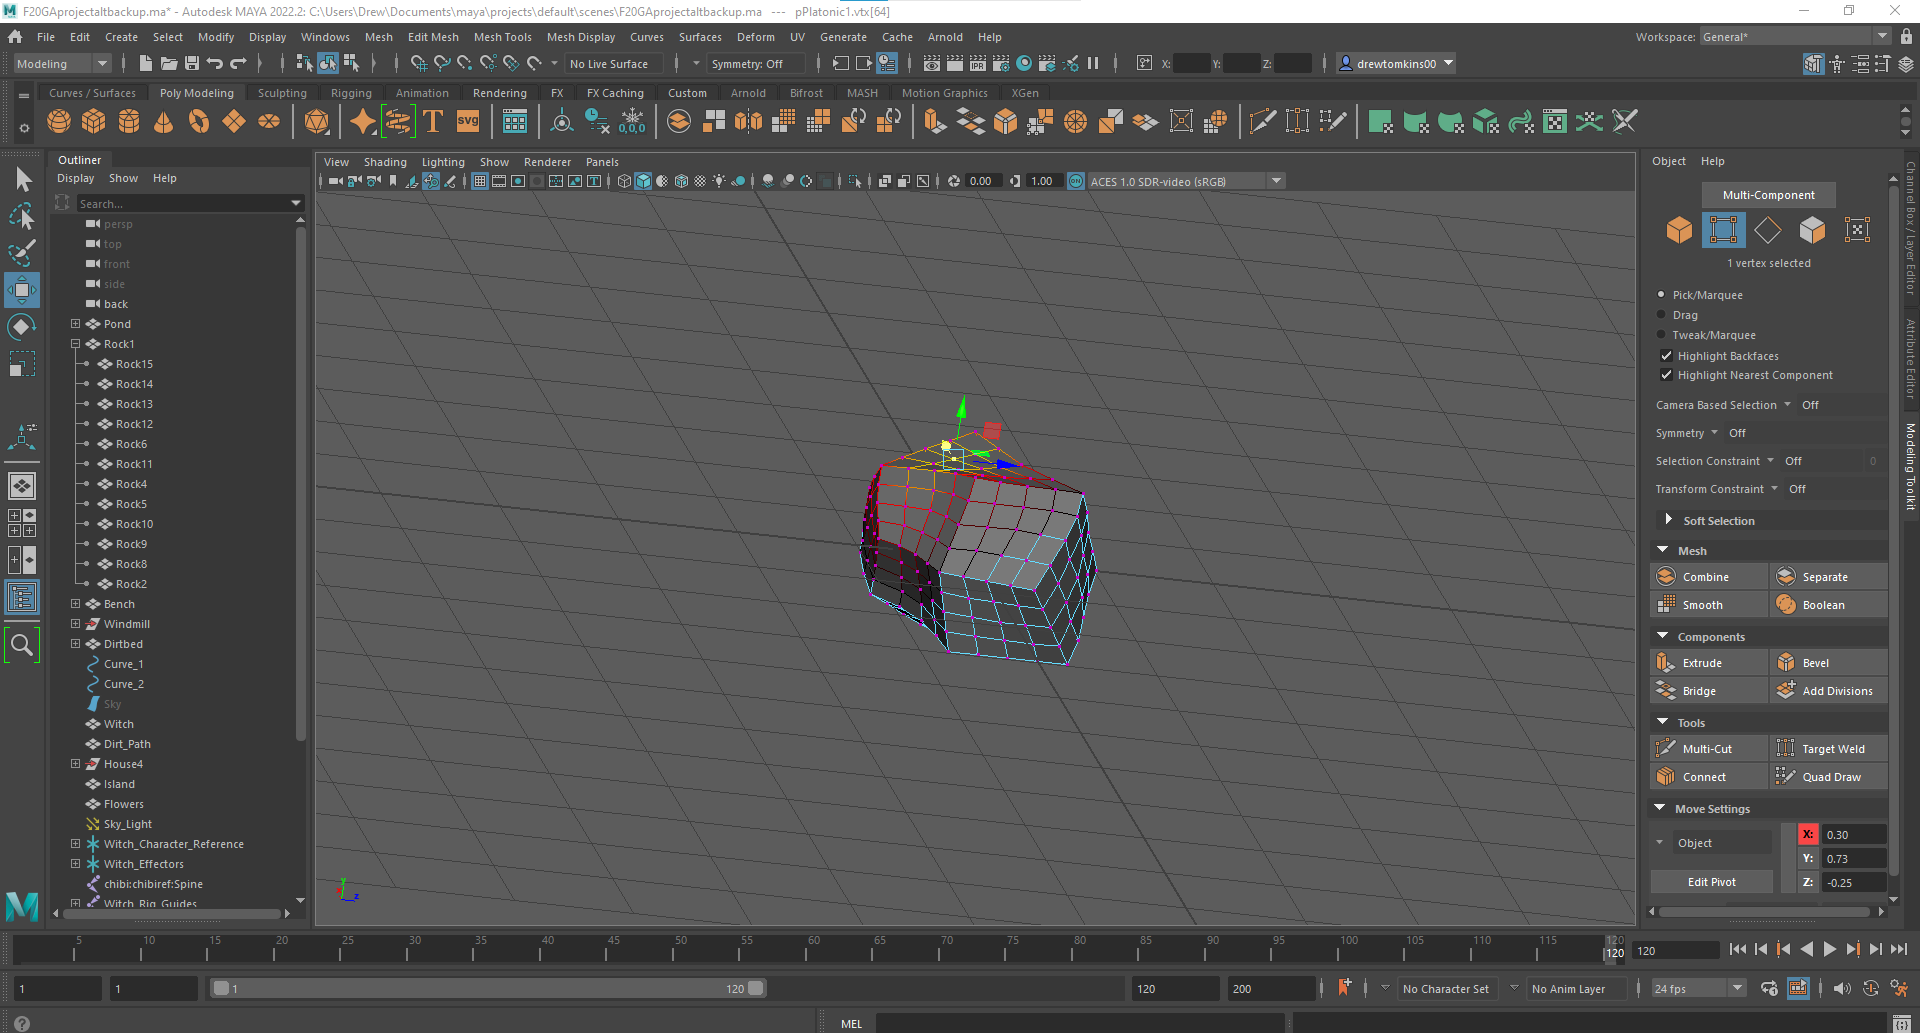 F20GAprojectaltbackup.ma* - Autodesk MAYA 2022.2: C:\Users\Drew\Documents\maya\projects\default\scenes\F20GAprojectaltbackup.ma --- pPlatonic1.vtx[64]
File Edit Create Select Modify Display Windows Mesh Edit Mesh Mesh Tools Mesh Display Curves Surfaces Deform UV Generate Cache Arnold Help Workspace: General*
Modeling No Live Surface Symmetry: Off IPR X: Y: Z: drewtomkins00
Curves / Surfaces Poly Modeling Sculpting Rigging Animation Rendering FX FX Caching Custom Arnold Bifrost MASH Motion Graphics XGen
T svg 0,0,0
Outliner
Display Show Help
Search...
persp
top
front
side
back
Pond
Rock1
Rock15
Rock14
Rock13
Rock12
Rock6
Rock11
Rock4
Rock5
Rock10
Rock9
Rock8
Rock2
Bench
Windmill
Dirtbed
Curve_1
Curve_2
Sky
Witch
Dirt_Path
House4
Island
Flowers
Sky_Light
Witch_Character_Reference
Witch_Effectors
chibi:chibiref:Spine
Witch_Rig_Guides
View Shading Lighting Show Renderer Panels
0.00 1.00 ACES 1.0 SDR-video (sRGB)
y
z
Object Help
Multi-Component
1 vertex selected
Pick/Marquee
Drag
Tweak/Marquee
Highlight Backfaces
Highlight Nearest Component
Camera Based Selection Off
Symmetry Off
Selection Constraint Off 0
Transform Constraint Off
Soft Selection
Mesh
Combine Separate
Smooth Boolean
Components
Extrude Bevel
Bridge Add Divisions
Tools
Multi-Cut Target Weld
Connect Quad Draw
Move Settings
Object X: 0.30
Y: 0.73
Edit Pivot Z: -0.25
Channel Box / Layer Editor
Attribute Editor
Modeling Toolkit
5 10 15 20 25 30 35 40 45 50 55 60 65 70 75 80 85 90 95 100 105 110 115 120
120 120
1 1 1 120 120 200 No Character Set No Anim Layer 24 fps
MEL